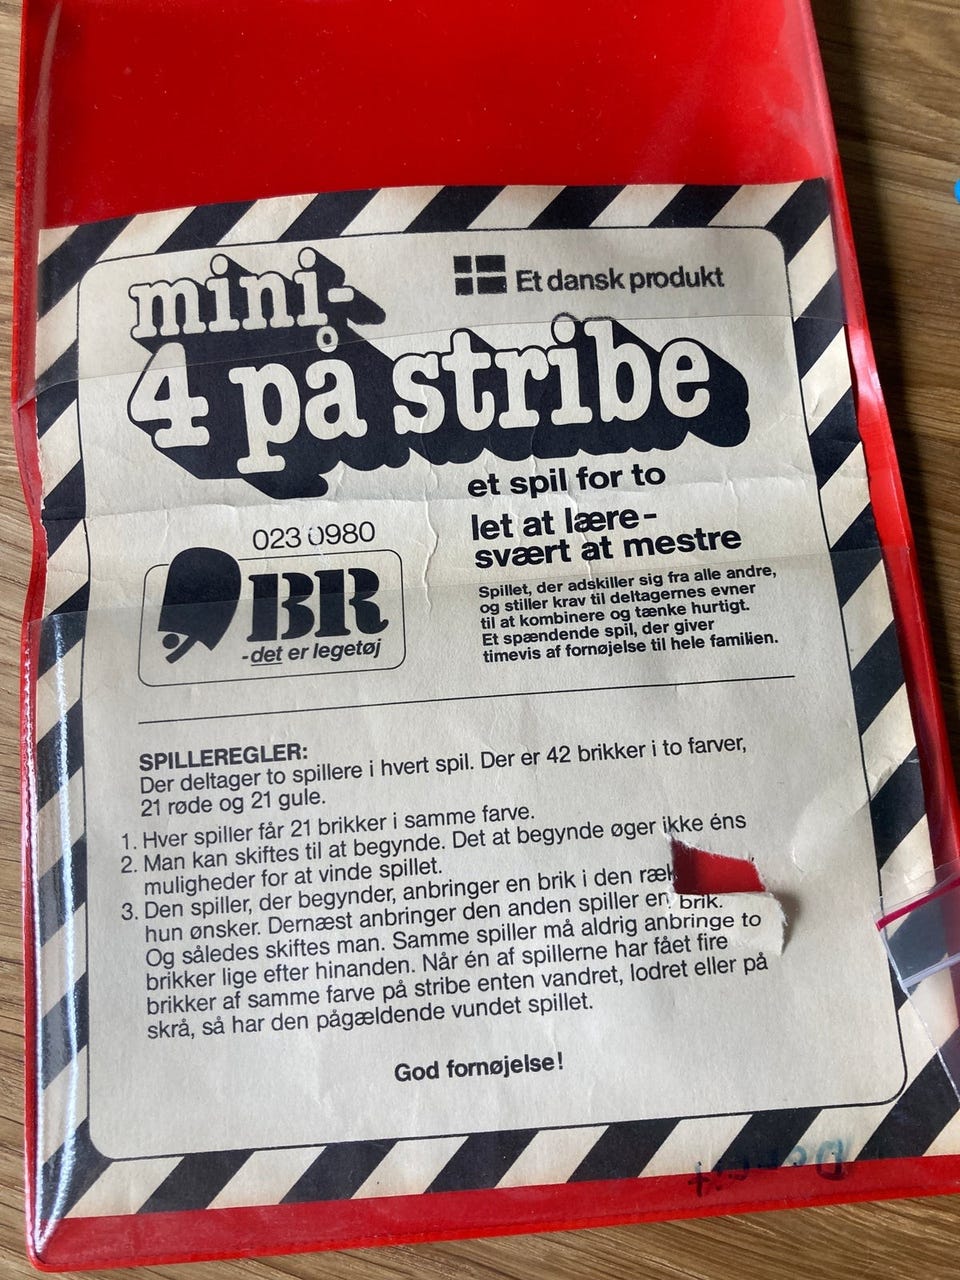 mini-
Et dansk produkt
4 på stribe
et spil for to
let at lære-
svært at mestre
023 0980
BR
-det er legetøj
Spillet, der adskiller sig fra alle andre,
og stiller krav til deltagernes evner
til at kombinere og tænke hurtigt.
Et spændende spil, der giver
timevis af fornøjelse til hele familien.
SPILLEREGLER:
Der deltager to spillere i hvert spil. Der er 42 brikker i to farver,
21 røde og 21 gule.
1. Hver spiller får 21 brikker i samme farve.
2. Man kan skiftes til at begynde. Det at begynde øger ikke éns
muligheder for at vinde spillet.
3. Den spiller, der begynder, anbringer en brik i den
hun ønsker. Dernæst anbringer den anden spiller en brik.
Og således skiftes man. Samme spiller må aldrig anbringe to
brikker lige efter hinanden. Når én af spillerne har fået fire
brikker af samme farve på stribe enten vandret, lodret eller på
skrå, så har den pågældende vundet spillet.
God fornøjelse!